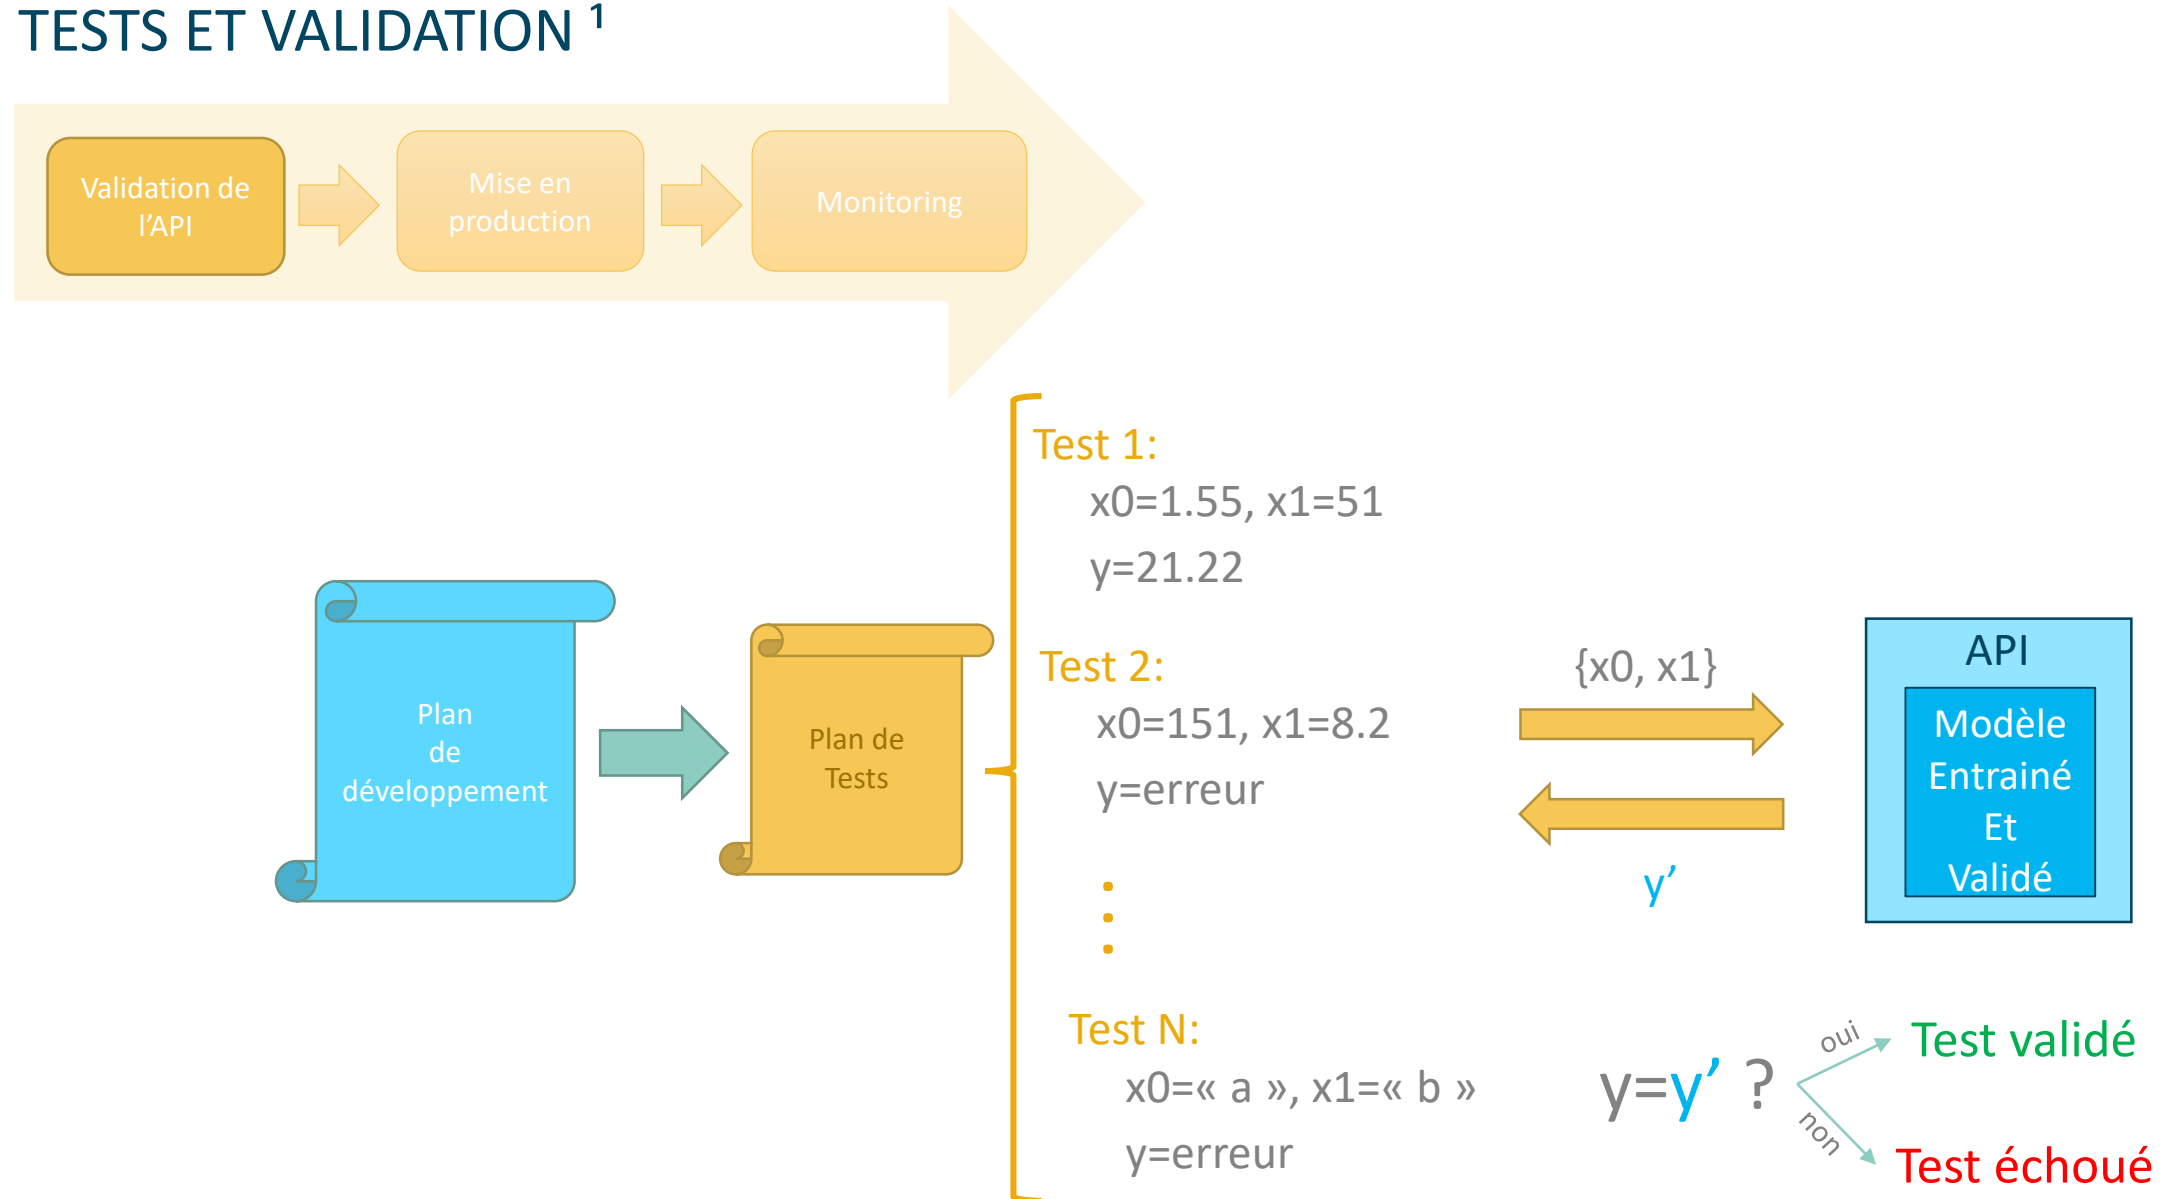 TESTS ET VALIDATION ¹
Validation de
l’API
Mise en
production
Monitoring
Plan
de
développement
Plan de
Tests
Test 1:
x0=1.55, x1=51
y=21.22
Test 2:
x0=151, x1=8.2
y=erreur
Test N:
x0=« a », x1=« b »
y=erreur
{x0, x1}
y’
API
Modèle
Entrainé
Et
Validé
y=y’ ?
oui
Test validé
non
Test échoué